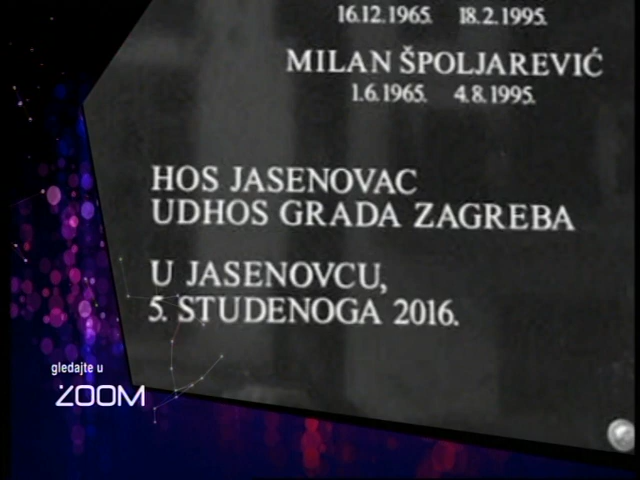 16.12.1965. 18.2.1995.
MILAN ŠPOLJAREVIĆ
1.6.1965. 4.8.1995.
HOS JASENOVAC
UDHOS GRADA ZAGREBA
U JASENOVCU,
5. STUDENOGA 2016.
gledajte u
ZOOM